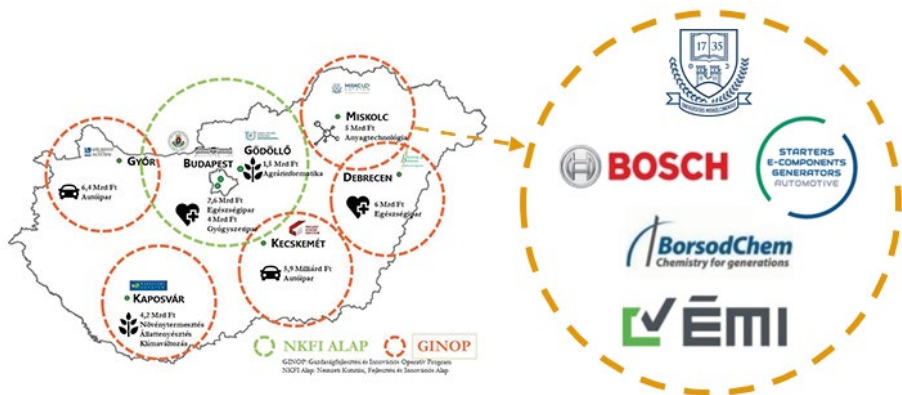 MISKOLC
5 Mrd Ft
Anyagtechnológia
GYŐR
6,4 Mrd Ft
Autóipar
BUDAPEST
2,6 Mrd Ft
Egészségipar
4 Mrd Ft
Gyógyszeripar
GÖDÖLLŐ
1,5 Mrd Ft
Agrárinformatika
DEBRECEN
6 Mrd Ft
Egészségipar
KECSKEMÉT
3,9 Milliárd Ft
Autóipar
KAPOSVÁR
4,2 Mrd Ft
Növénytermesztés
Állattenyésztés
Klímaváltozás
NKFI ALAP
GINOP
GINOP: Gazdaságfejlesztési és Innovációs Operatív Program
NKFI Alap: Nemzeti Kutatási, Fejlesztési és Innovációs Alap
17 35
BOSCH
STARTERS
E-COMPONENTS
GENERATORS
AUTOMOTIVE
BorsodChem
Chemistry for generations
ÉMI